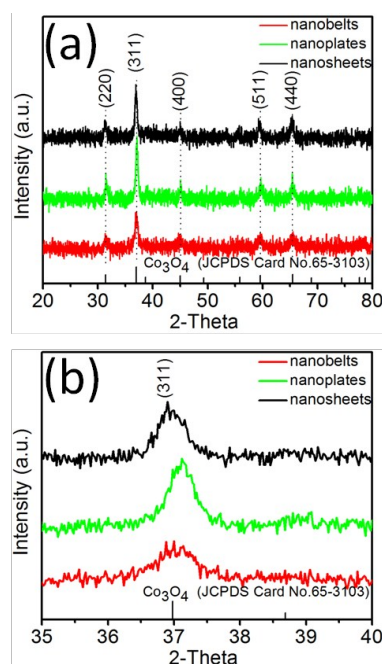 (a)
nanobelts
nanoplates
nanosheets
(220)
(311)
(400)
(511)
(440)
Intensity (a.u.)
Co3O4 (JCPDS Card No.65-3103)
20 30 40 50 60 70 80
2-Theta
(b)
nanobelts
nanoplates
nanosheets
(311)
Intensity (a.u.)
Co3O4 (JCPDS Card No.65-3103)
35 36 37 38 39 40
2-Theta